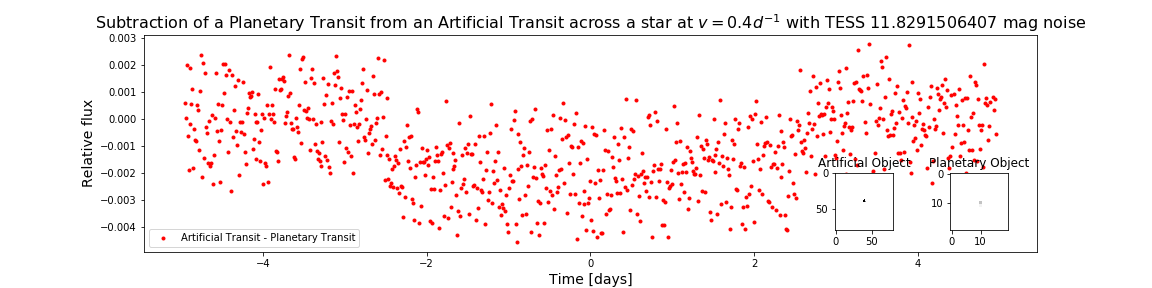 Subtraction of a Planetary Transit from an Artificial Transit across a star at v = 0.4d⁻¹ with TESS 11.8291506407 mag noise
Relative flux
0.003
0.002
0.001
0.000
−0.001
−0.002
−0.003
−0.004
Artificial Transit - Planetary Transit
Artificial Object
0
50
0 50
Planetary Object
0
10
0 10
−4 −2 0 2 4
Time [days]